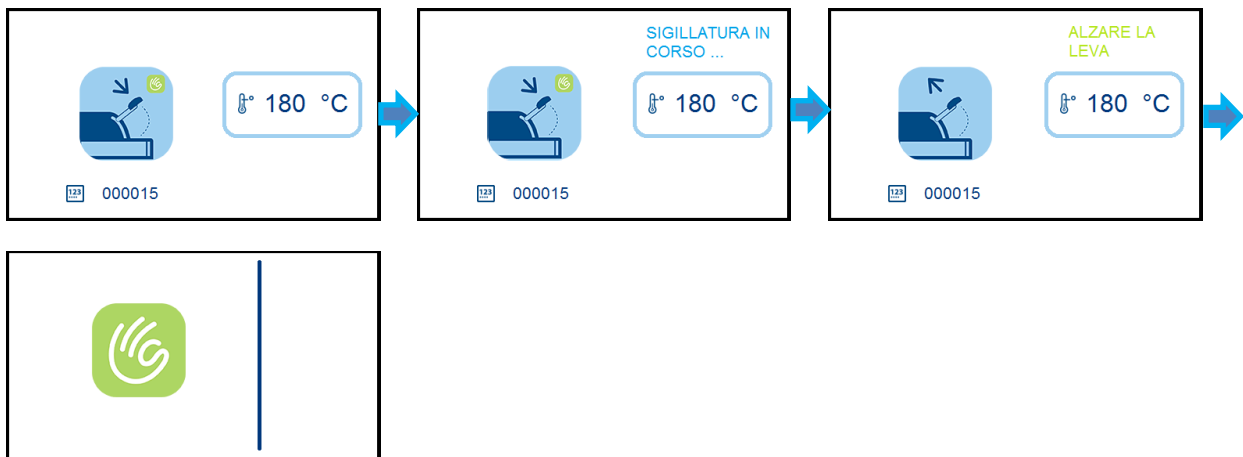 180 °C
000015
SIGILLATURA IN
CORSO ...
180 °C
000015
ALZARE LA
LEVA
180 °C
000015